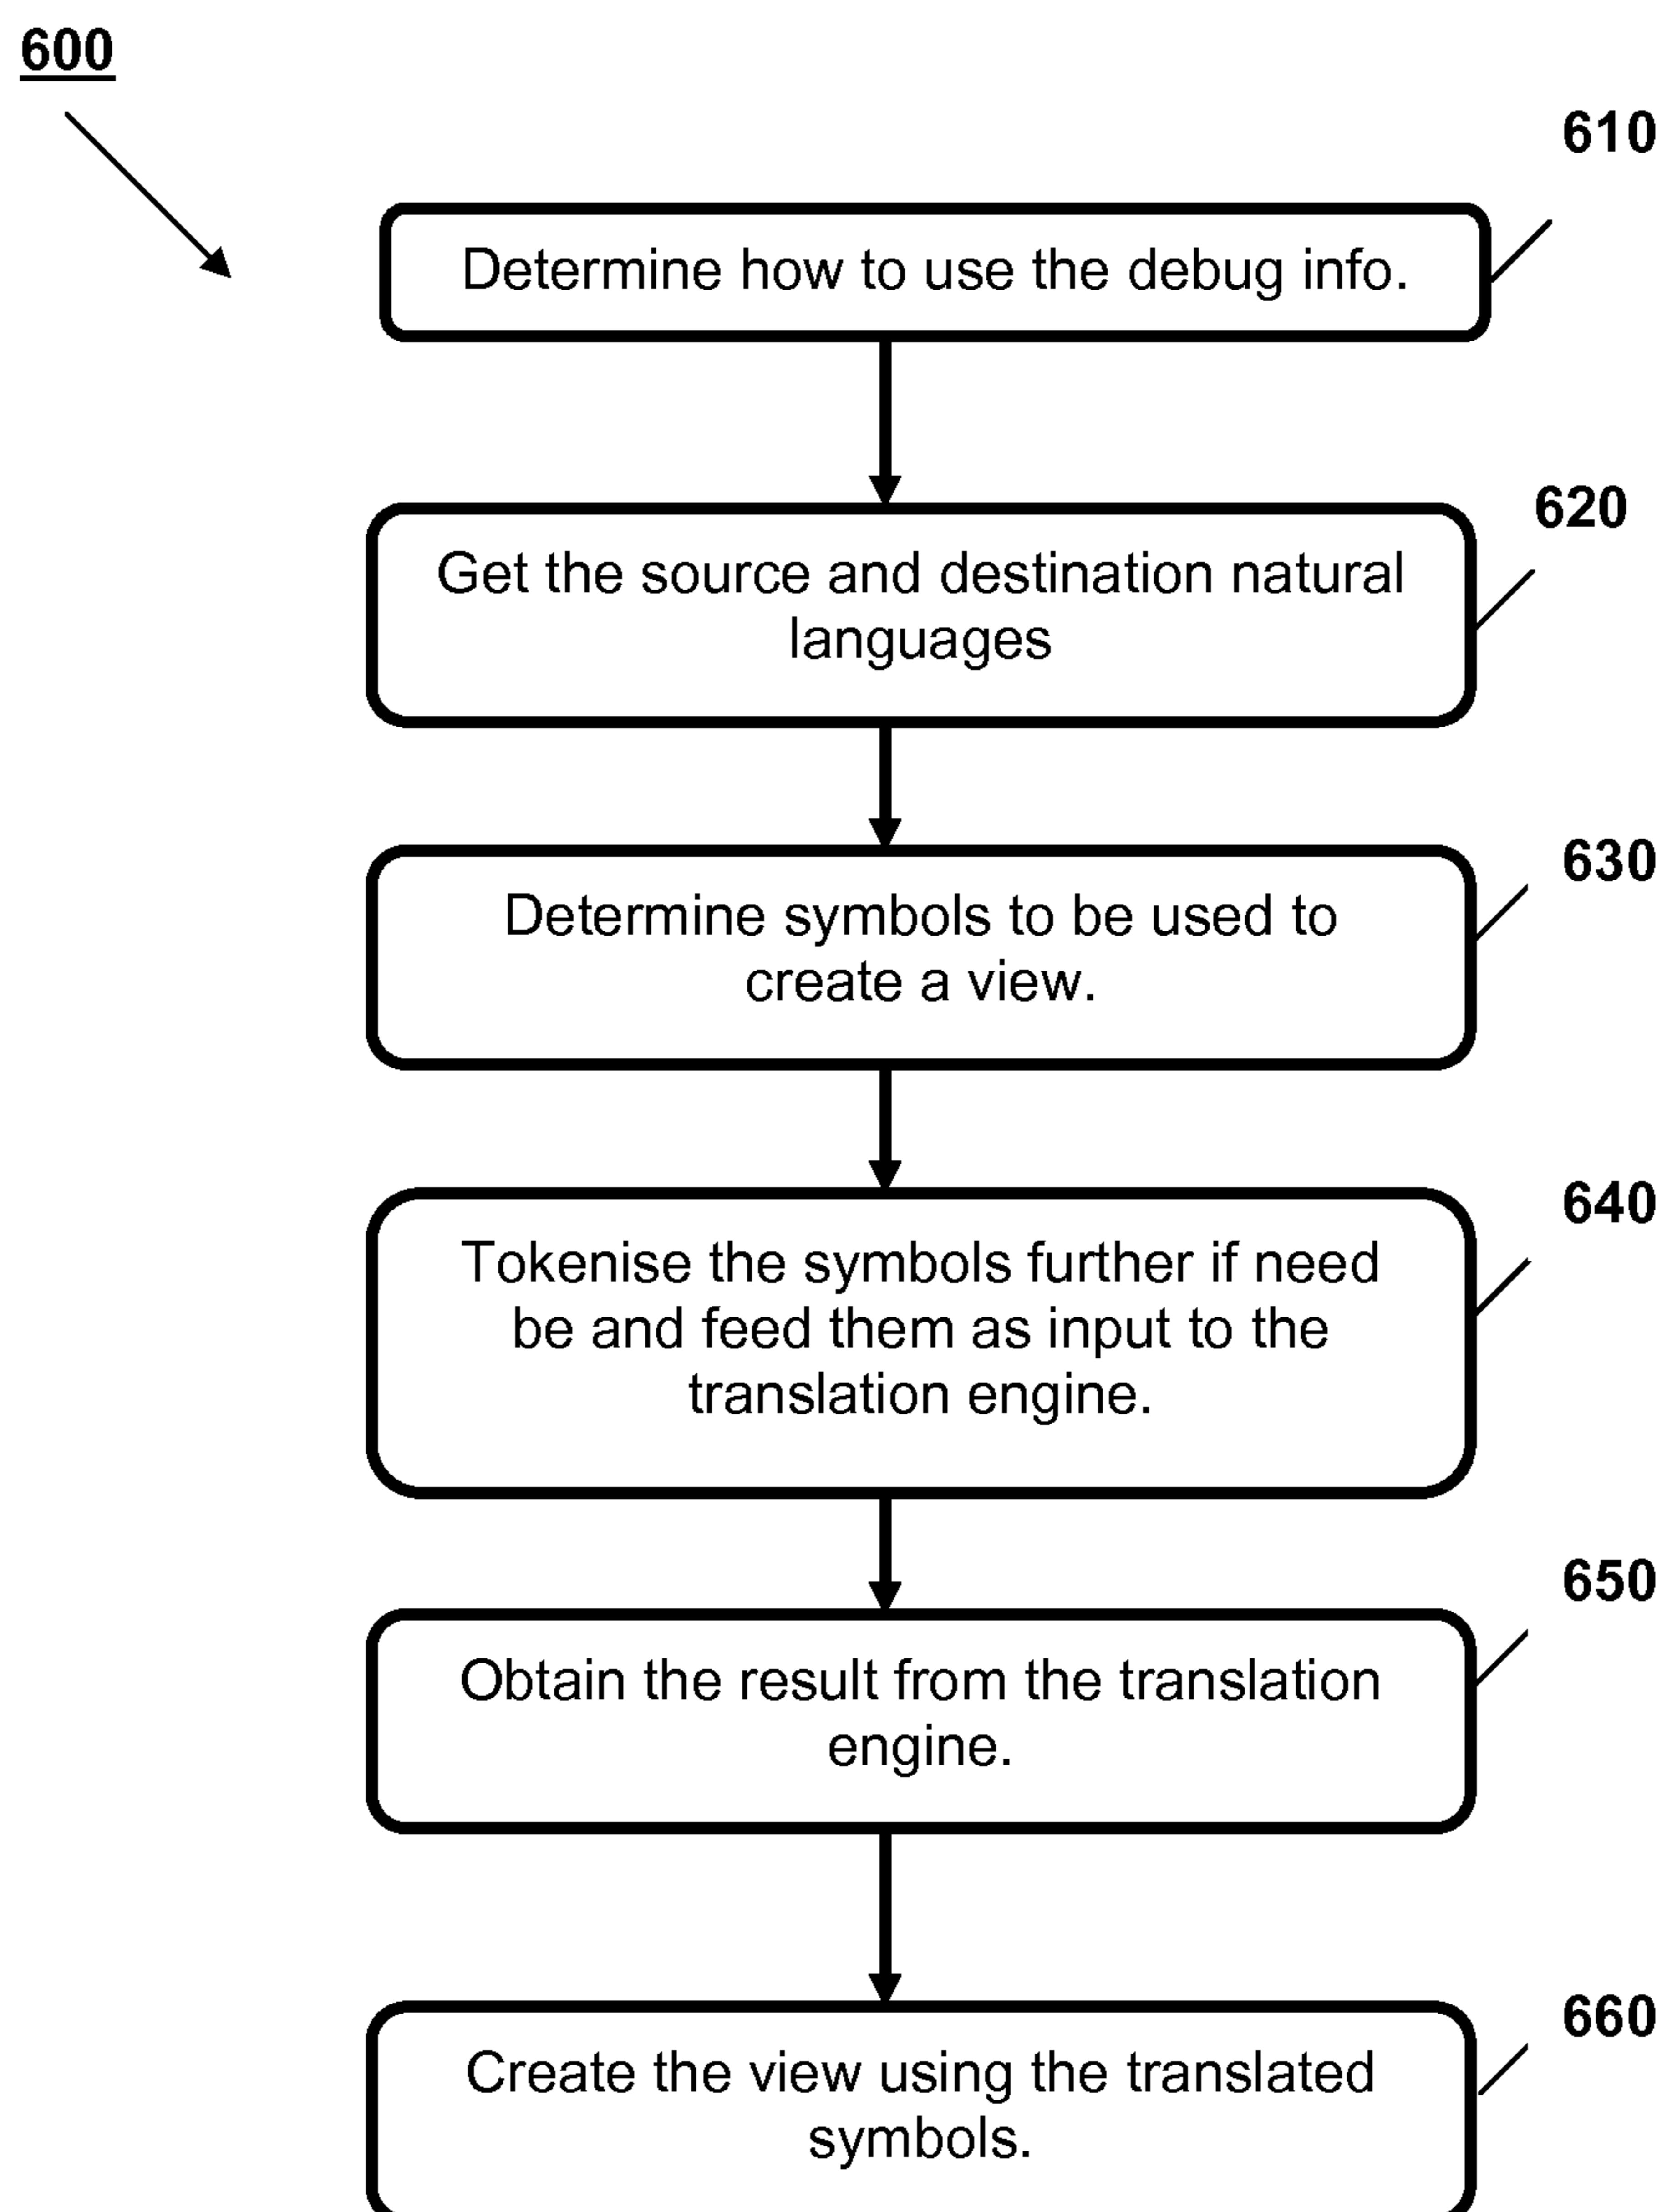 600
610
Determine how to use the debug info.
620
Get the source and destination natural
languages
630
Determine symbols to be used to
create a view.
640
Tokenise the symbols further if need
be and feed them as input to the
translation engine.
650
Obtain the result from the translation
engine.
660
Create the view using the translated
symbols.